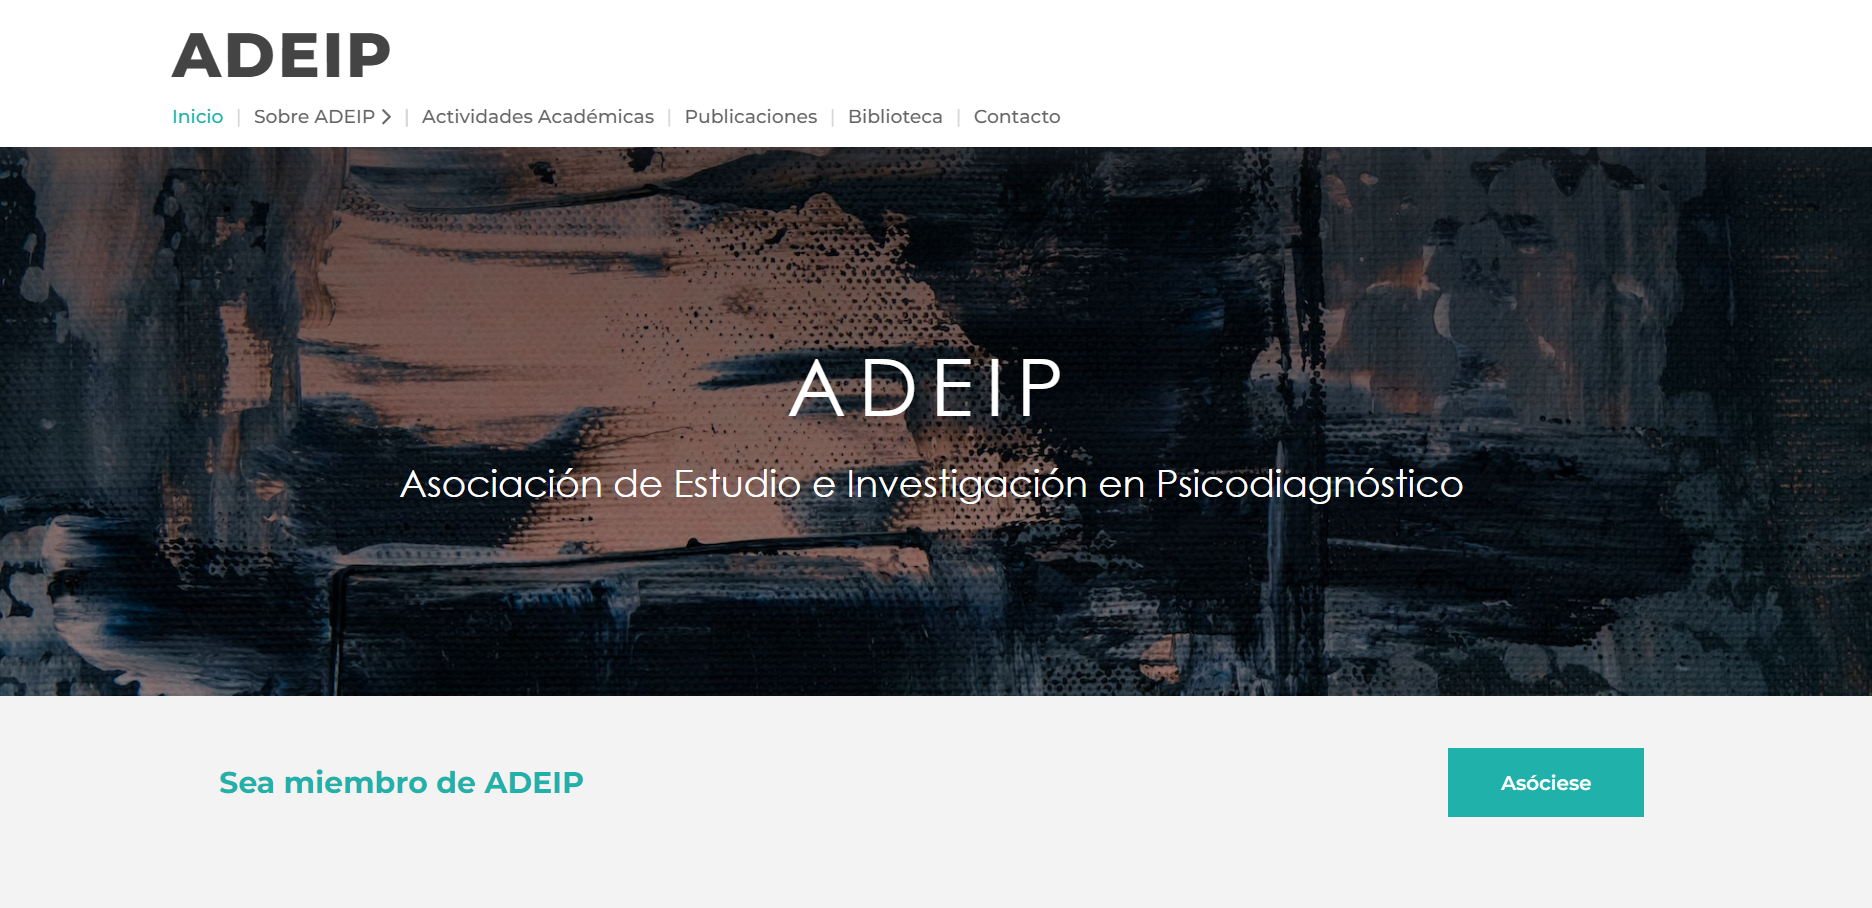 ADEIP
Inicio | Sobre ADEIP > | Actividades Académicas | Publicaciones | Biblioteca | Contacto
ADEIP
Asociación de Estudio e Investigación en Psicodiagnóstico
Sea miembro de ADEIP
Asóciese